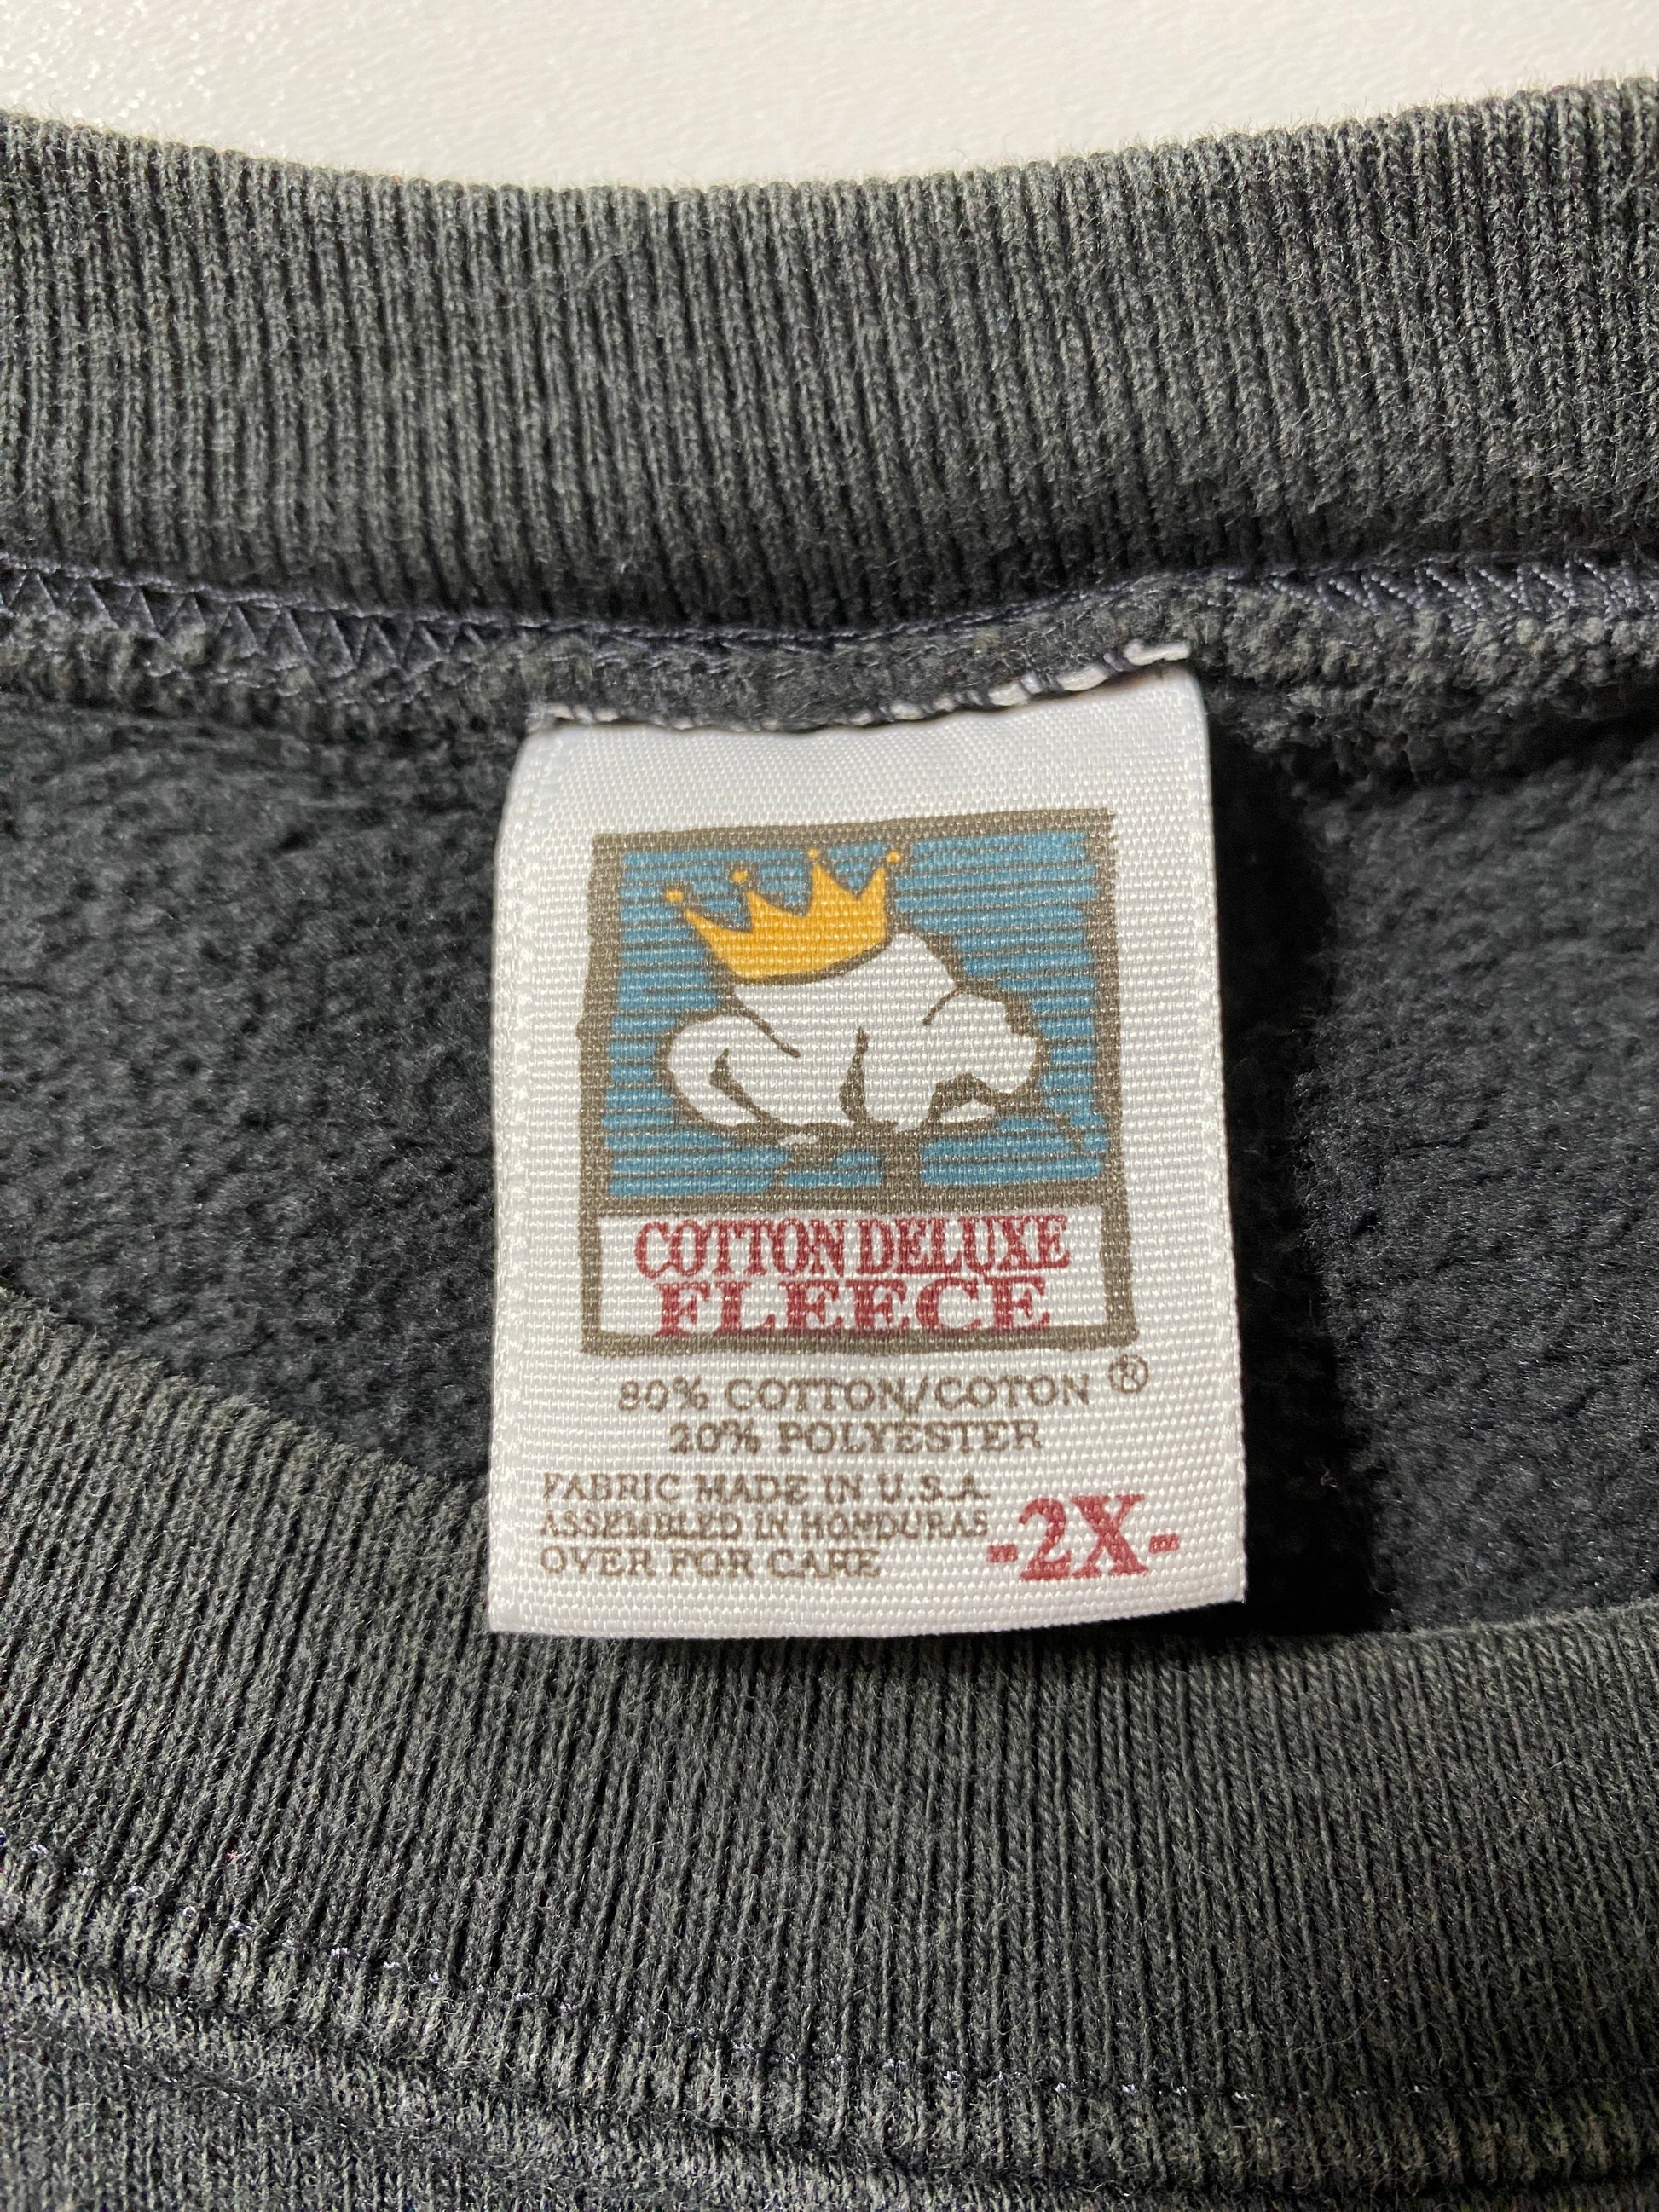 COTTON DELUXE
FLEECE
®
80% COTTON/COTON
20% POLYESTER
FABRIC MADE IN U.S.A.
ASSEMBLED IN HONDURAS
OVER FOR CARE
-2X-